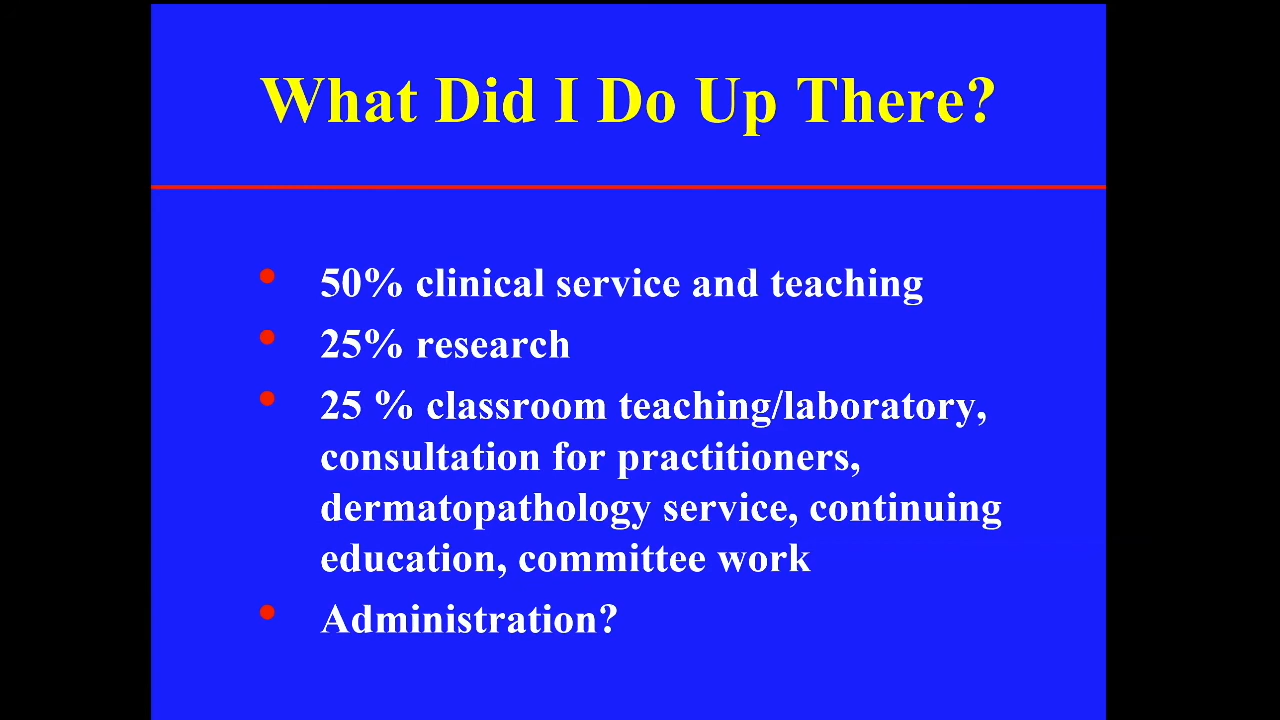 What Did I Do Up There?
• 50% clinical service and teaching
• 25% research
• 25 % classroom teaching/laboratory,
consultation for practitioners,
dermatopathology service, continuing
education, committee work
• Administration?